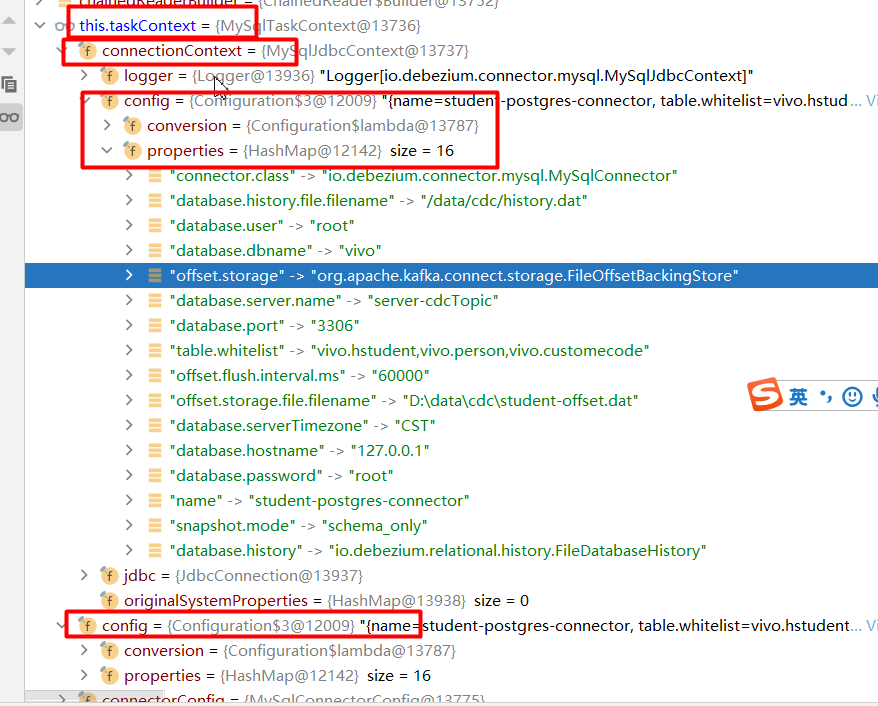 chainedReaderBuilder = {ChainedReader$Builder@13752}
this.taskContext = {MySqlTaskContext@13736}
connectionContext = {MySqlJdbcContext@13737}
logger = {Logger@13936} "Logger[io.debezium.connector.mysql.MySqlJdbcContext]"
config = {Configuration$3@12009} "{name=student-postgres-connector, table.whitelist=vivo.hstud... Vi
conversion = {Configuration$lambda@13787}
properties = {HashMap@12142} size = 16
"connector.class" -> "io.debezium.connector.mysql.MySqlConnector"
"database.history.file.filename" -> "/data/cdc/history.dat"
"database.user" -> "root"
"database.dbname" -> "vivo"
"offset.storage" -> "org.apache.kafka.connect.storage.FileOffsetBackingStore"
"database.server.name" -> "server-cdcTopic"
"database.port" -> "3306"
"table.whitelist" -> "vivo.hstudent,vivo.person,vivo.customecode"
"offset.flush.interval.ms" -> "60000"
"offset.storage.file.filename" -> "D:\data\cdc\student-offset.dat"
S英
"database.serverTimezone" -> "CST"
"database.hostname" -> "127.0.0.1"
"database.password" -> "root"
"name" -> "student-postgres-connector"
"snapshot.mode" -> "schema_only"
"database.history" -> "io.debezium.relational.history.FileDatabaseHistory"
jdbc = {JdbcConnection@13937}
originalSystemProperties = {HashMap@13938} size = 0
config = {Configuration$3@12009} "{name=student-postgres-connector, table.whitelist=vivo.hstudent... Vi
conversion = {Configuration$lambda@13787}
properties = {HashMap@12142} size = 16
connectorConfig = {MySqlConnectorConfig@13775}